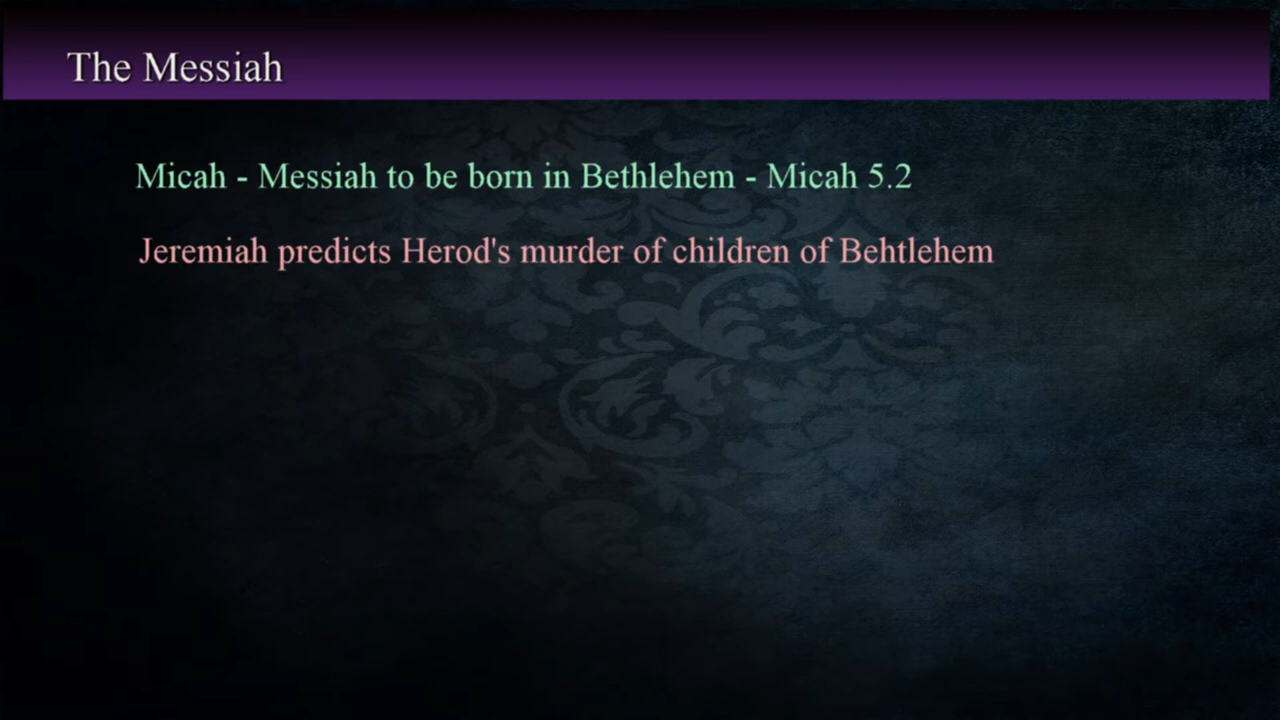 The Messiah
Micah - Messiah to be born in Bethlehem - Micah 5.2
Jeremiah predicts Herod's murder of children of Behtlehem